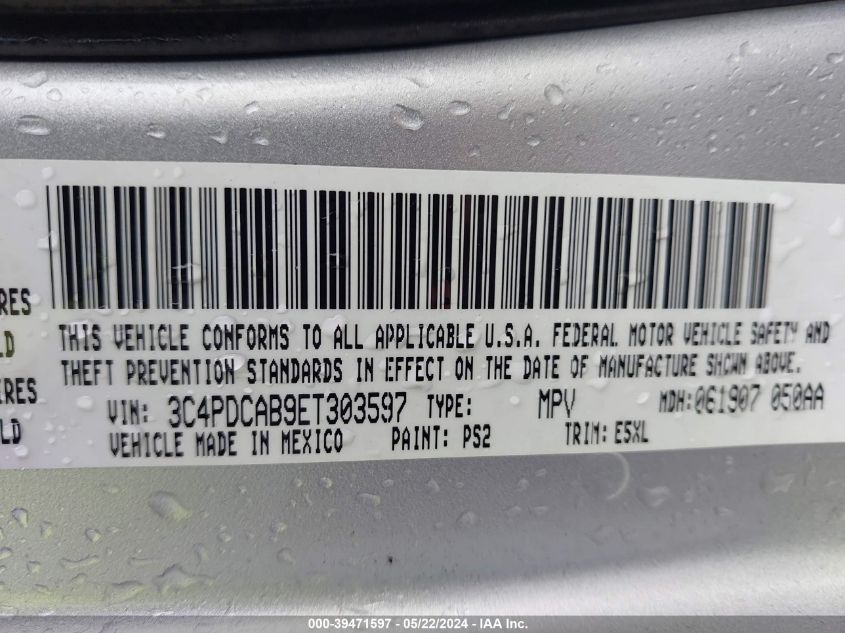 THIS VEHICLE CONFORMS TO ALL APPLICABLE U.S.A. FEDERAL MOTOR VEHICLE SAFETY AND
THEFT PREVENTION STANDARDS IN EFFECT ON THE DATE OF MANUFACTURE SHOWN ABOVE.
VIN: 3C4PDCAB9ET303597 TYPE: MPV MDH: 061907 050AA
VEHICLE MADE IN MEXICO PAINT: PS2 TRIM: E5XL
RES
LD
IRES
LD
000-39471597 - 05/22/2024 - IAA Inc.